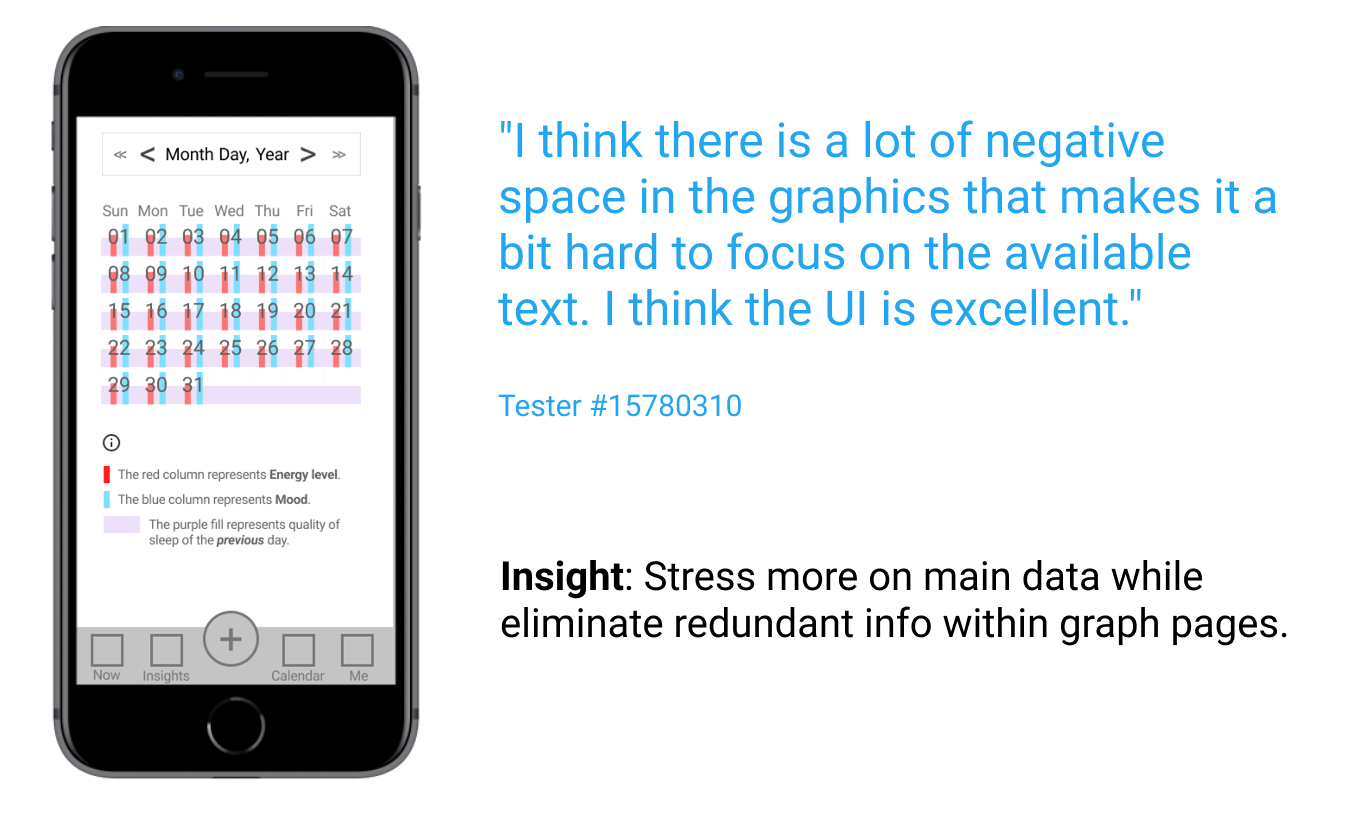 ≪ < Month Day, Year > ≫
Sun Mon Tue Wed Thu Fri Sat
01 02 03 04 05 06 07
08 09 10 11 12 13 14
15 16 17 18 19 20 21
22 23 24 25 26 27 28
29 30 31
The red column represents Energy level.
The blue column represents Mood.
The purple fill represents quality of
sleep of the previous day.
+
Now Insights Calendar Me
"I think there is a lot of negative
space in the graphics that makes it a
bit hard to focus on the available
text. I think the UI is excellent."
Tester #15780310
Insight: Stress more on main data while
eliminate redundant info within graph pages.